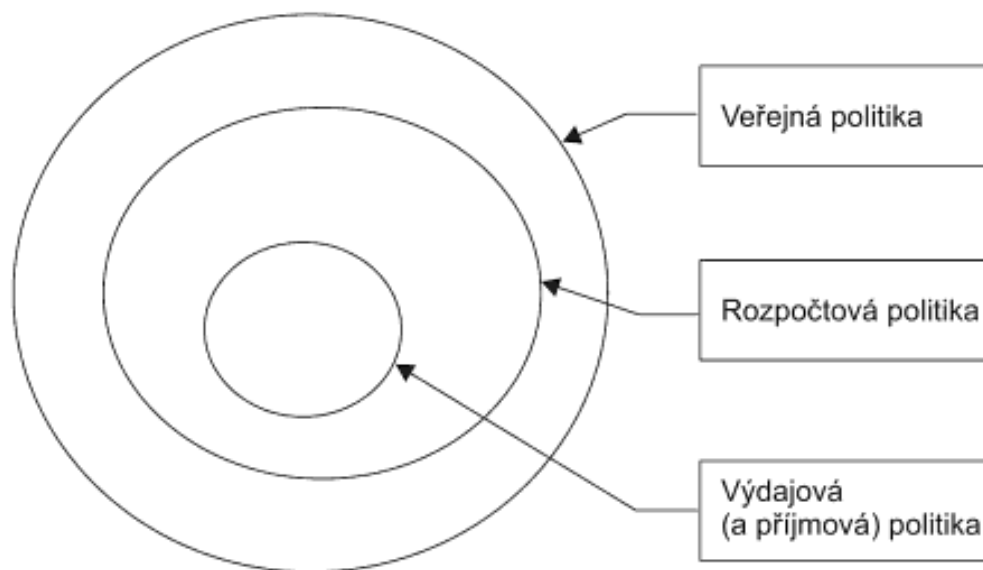 Veřejná politika
Rozpočtová politika
Výdajová
(a příjmová) politika